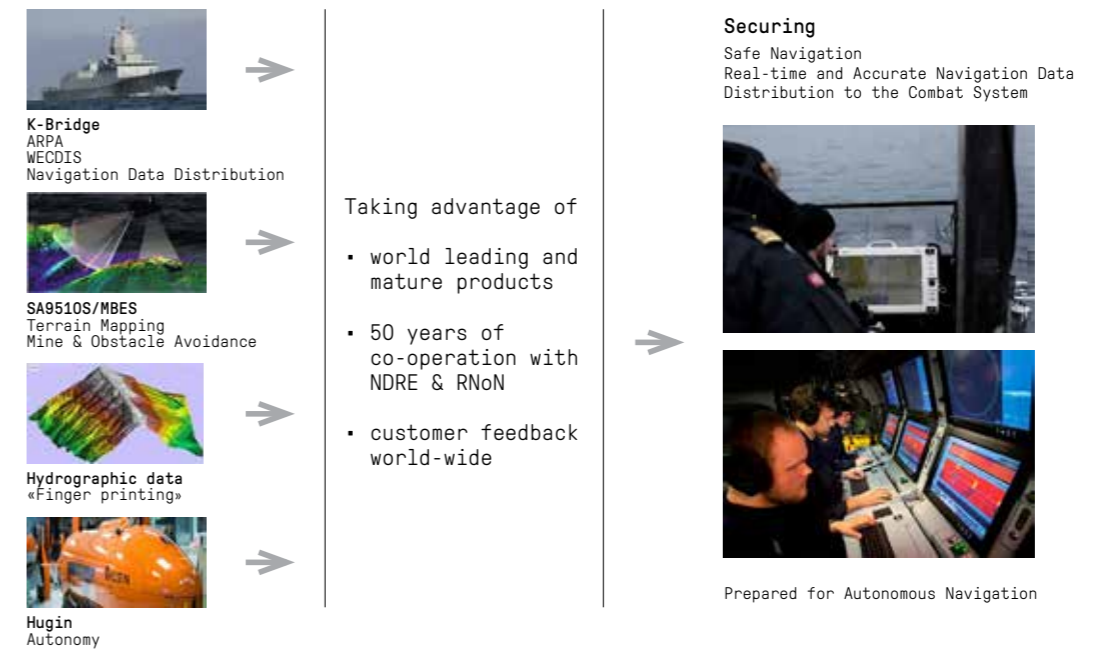 K-Bridge
ARPA
WECDIS
Navigation Data Distribution
SA9510S/MBES
Terrain Mapping
Mine & Obstacle Avoidance
Hydrographic data
«Finger printing»
Hugin
Autonomy
Taking advantage of
▪ world leading and
mature products
▪ 50 years of
co-operation with
NDRE & RNoN
▪ customer feedback
world-wide
Securing
Safe Navigation
Real-time and Accurate Navigation Data
Distribution to the Combat System
Prepared for Autonomous Navigation